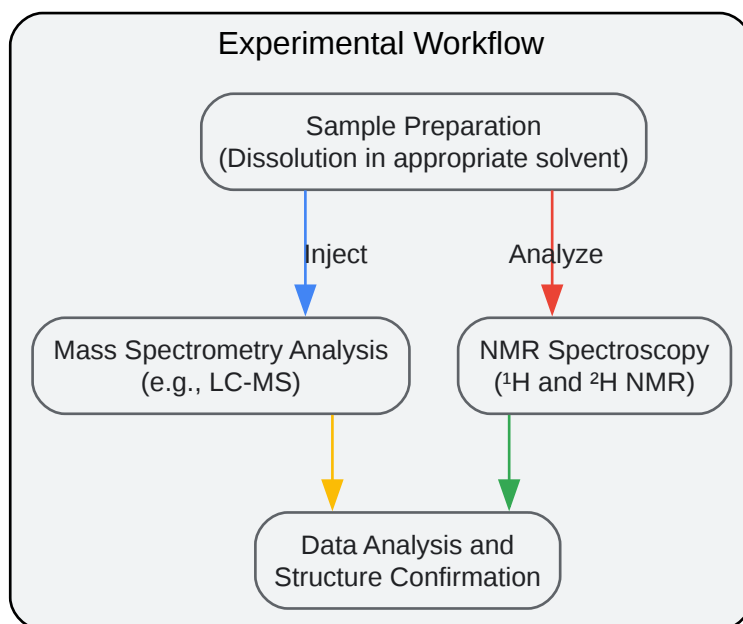 Experimental Workflow
Sample Preparation
(Dissolution in appropriate solvent)
Inject
Analyze
Mass Spectrometry Analysis
(e.g., LC-MS)
NMR Spectroscopy
(¹H and ²H NMR)
Data Analysis and
Structure Confirmation